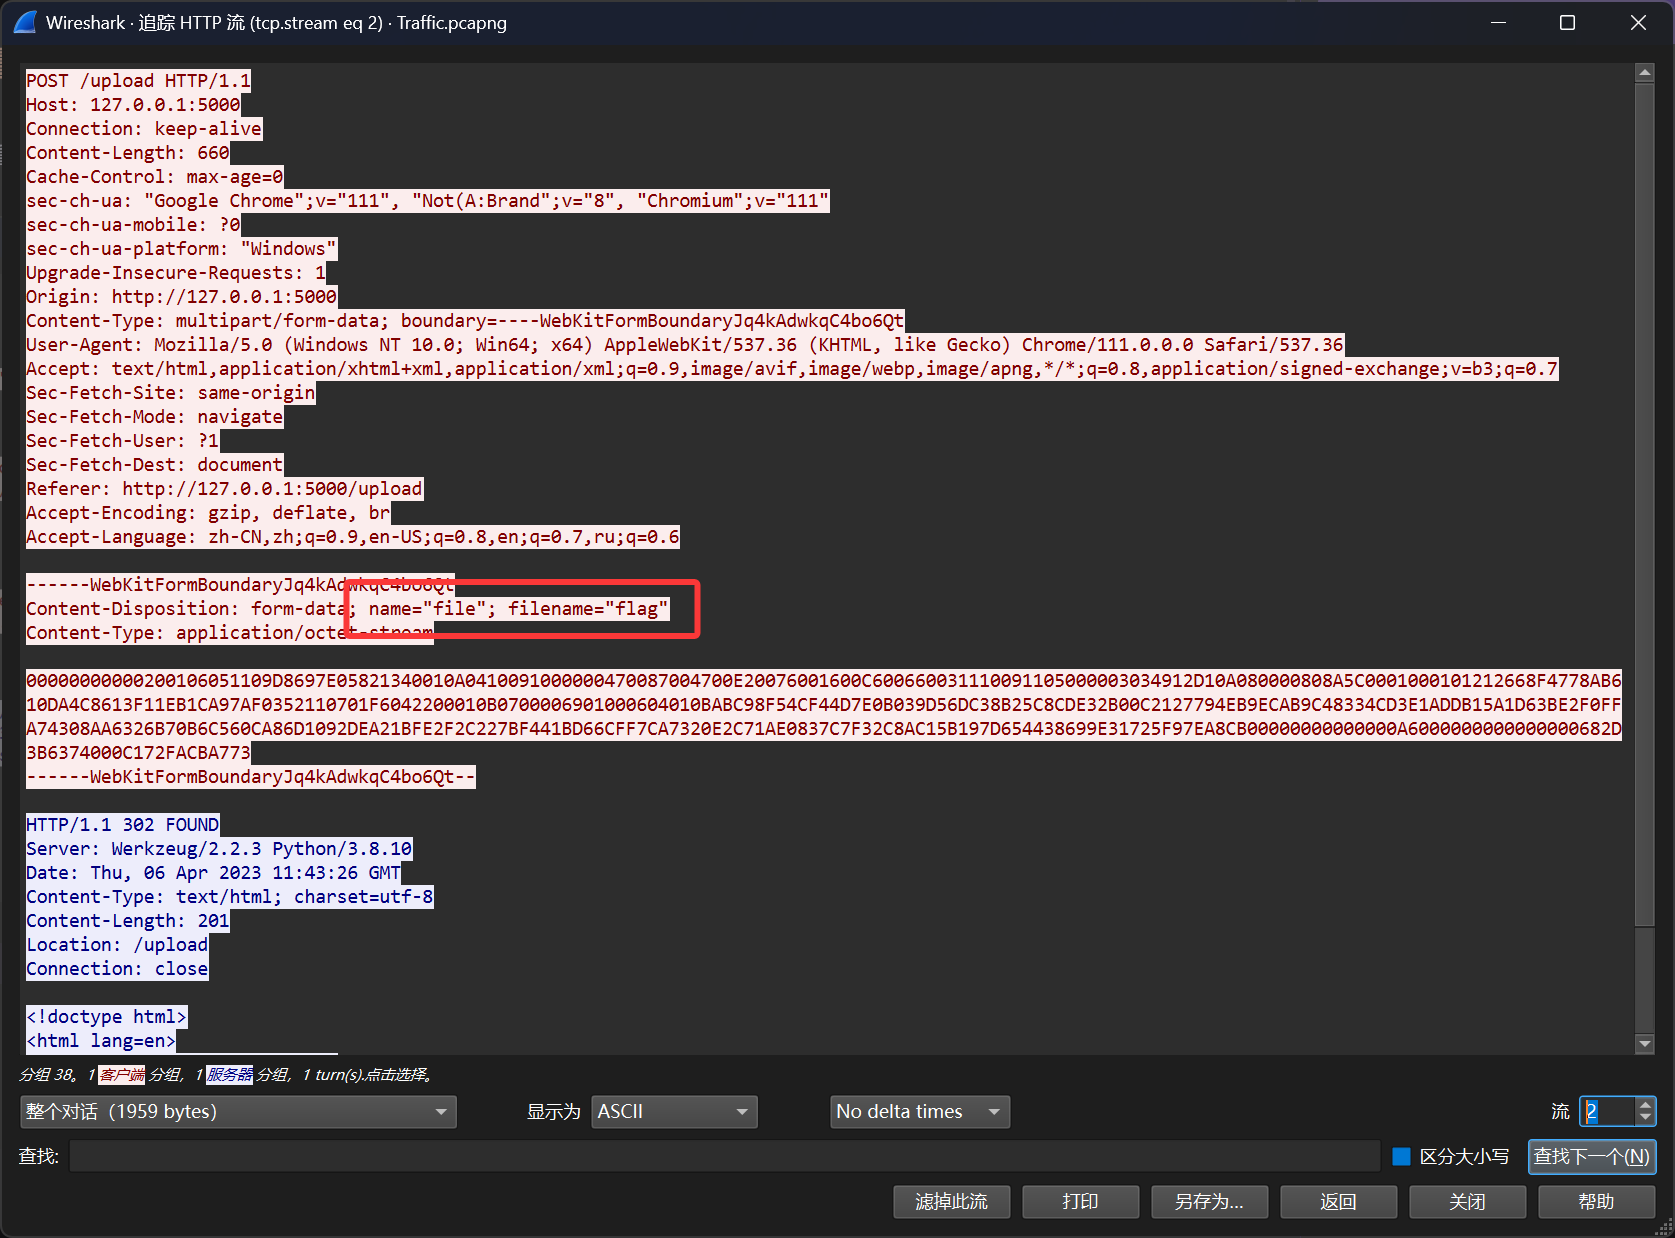 Wireshark · 追踪 HTTP 流 (tcp.stream eq 2) · Traffic.pcapng
POST /upload HTTP/1.1
Host: 127.0.0.1:5000
Connection: keep-alive
Content-Length: 660
Cache-Control: max-age=0
sec-ch-ua: "Google Chrome";v="111", "Not(A:Brand";v="8", "Chromium";v="111"
sec-ch-ua-mobile: ?0
sec-ch-ua-platform: "Windows"
Upgrade-Insecure-Requests: 1
Origin: http://127.0.0.1:5000
Content-Type: multipart/form-data; boundary=----WebKitFormBoundaryJq4kAdwkqC4bo6Qt
User-Agent: Mozilla/5.0 (Windows NT 10.0; Win64; x64) AppleWebKit/537.36 (KHTML, like Gecko) Chrome/111.0.0.0 Safari/537.36
Accept: text/html,application/xhtml+xml,application/xml;q=0.9,image/avif,image/webp,image/apng,*/*;q=0.8,application/signed-exchange;v=b3;q=0.7
Sec-Fetch-Site: same-origin
Sec-Fetch-Mode: navigate
Sec-Fetch-User: ?1
Sec-Fetch-Dest: document
Referer: http://127.0.0.1:5000/upload
Accept-Encoding: gzip, deflate, br
Accept-Language: zh-CN,zh;q=0.9,en-US;q=0.8,en;q=0.7,ru;q=0.6
------WebKitFormBoundaryJq4kAdwkqC4bo6Qt
Content-Disposition: form-data; name="file"; filename="flag"
Content-Type: application/octet-stream
00000000000200106051109D8697E05821340010A0410091000000470087004700E20076001600C600660031110091105000003034912D10A080000808A5C0001000101212668F4778AB6
10DA4C8613F11EB1CA97AF0352110701F6042200010B0700006901000604010BABC98F54CF44D7E0B039D56DC38B25C8CDE32B00C2127794EB9ECAB9C48334CD3E1ADDB15A1D63BE2F0FF
A74308AA6326B70B6C560CA86D1092DEA21BFE2F2C227BF441BD66CFF7CA7320E2C71AE0837C7F32C8AC15B197D654438699E31725F97EA8CB00000000000000A6000000000000000682D
3B6374000C172FACBA773
------WebKitFormBoundaryJq4kAdwkqC4bo6Qt--
HTTP/1.1 302 FOUND
Server: Werkzeug/2.2.3 Python/3.8.10
Date: Thu, 06 Apr 2023 11:43:26 GMT
Content-Type: text/html; charset=utf-8
Content-Length: 201
Location: /upload
Connection: close
<!doctype html>
<html lang=en>
分组 38。1 客户端 分组，1 服务器 分组，1 turn(s).点击选择。
整个对话（1959 bytes） 显示为 ASCII No delta times 流 2
查找: 区分大小写 查找下一个(N)
滤掉此流 打印 另存为… 返回 关闭 帮助